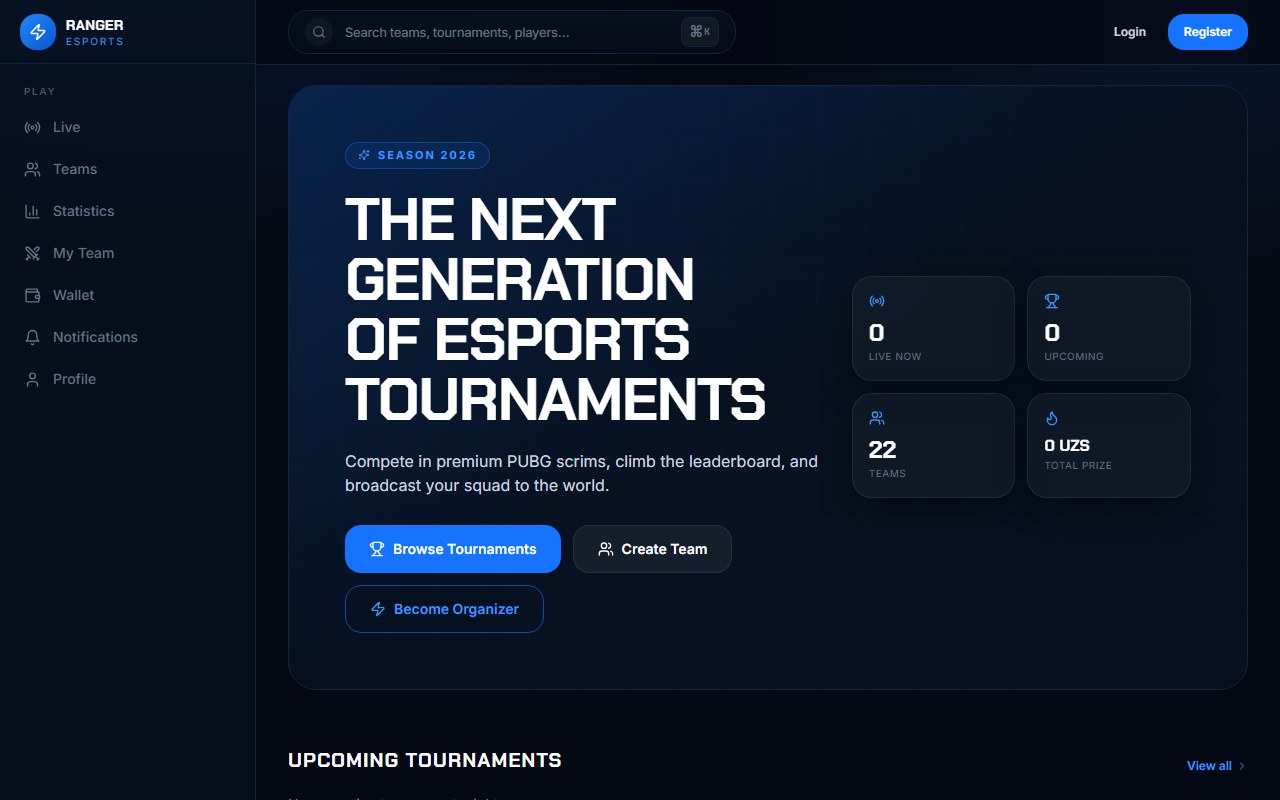 RANGER
ESPORTS
Search teams, tournaments, players...
⌘K
Login
Register
PLAY
Live
Teams
Statistics
My Team
Wallet
Notifications
Profile
SEASON 2026
THE NEXT
GENERATION
OF ESPORTS
TOURNAMENTS
Compete in premium PUBG scrims, climb the leaderboard, and
broadcast your squad to the world.
Browse Tournaments
Create Team
Become Organizer
0
LIVE NOW
0
UPCOMING
22
TEAMS
0 UZS
TOTAL PRIZE
UPCOMING TOURNAMENTS
View all